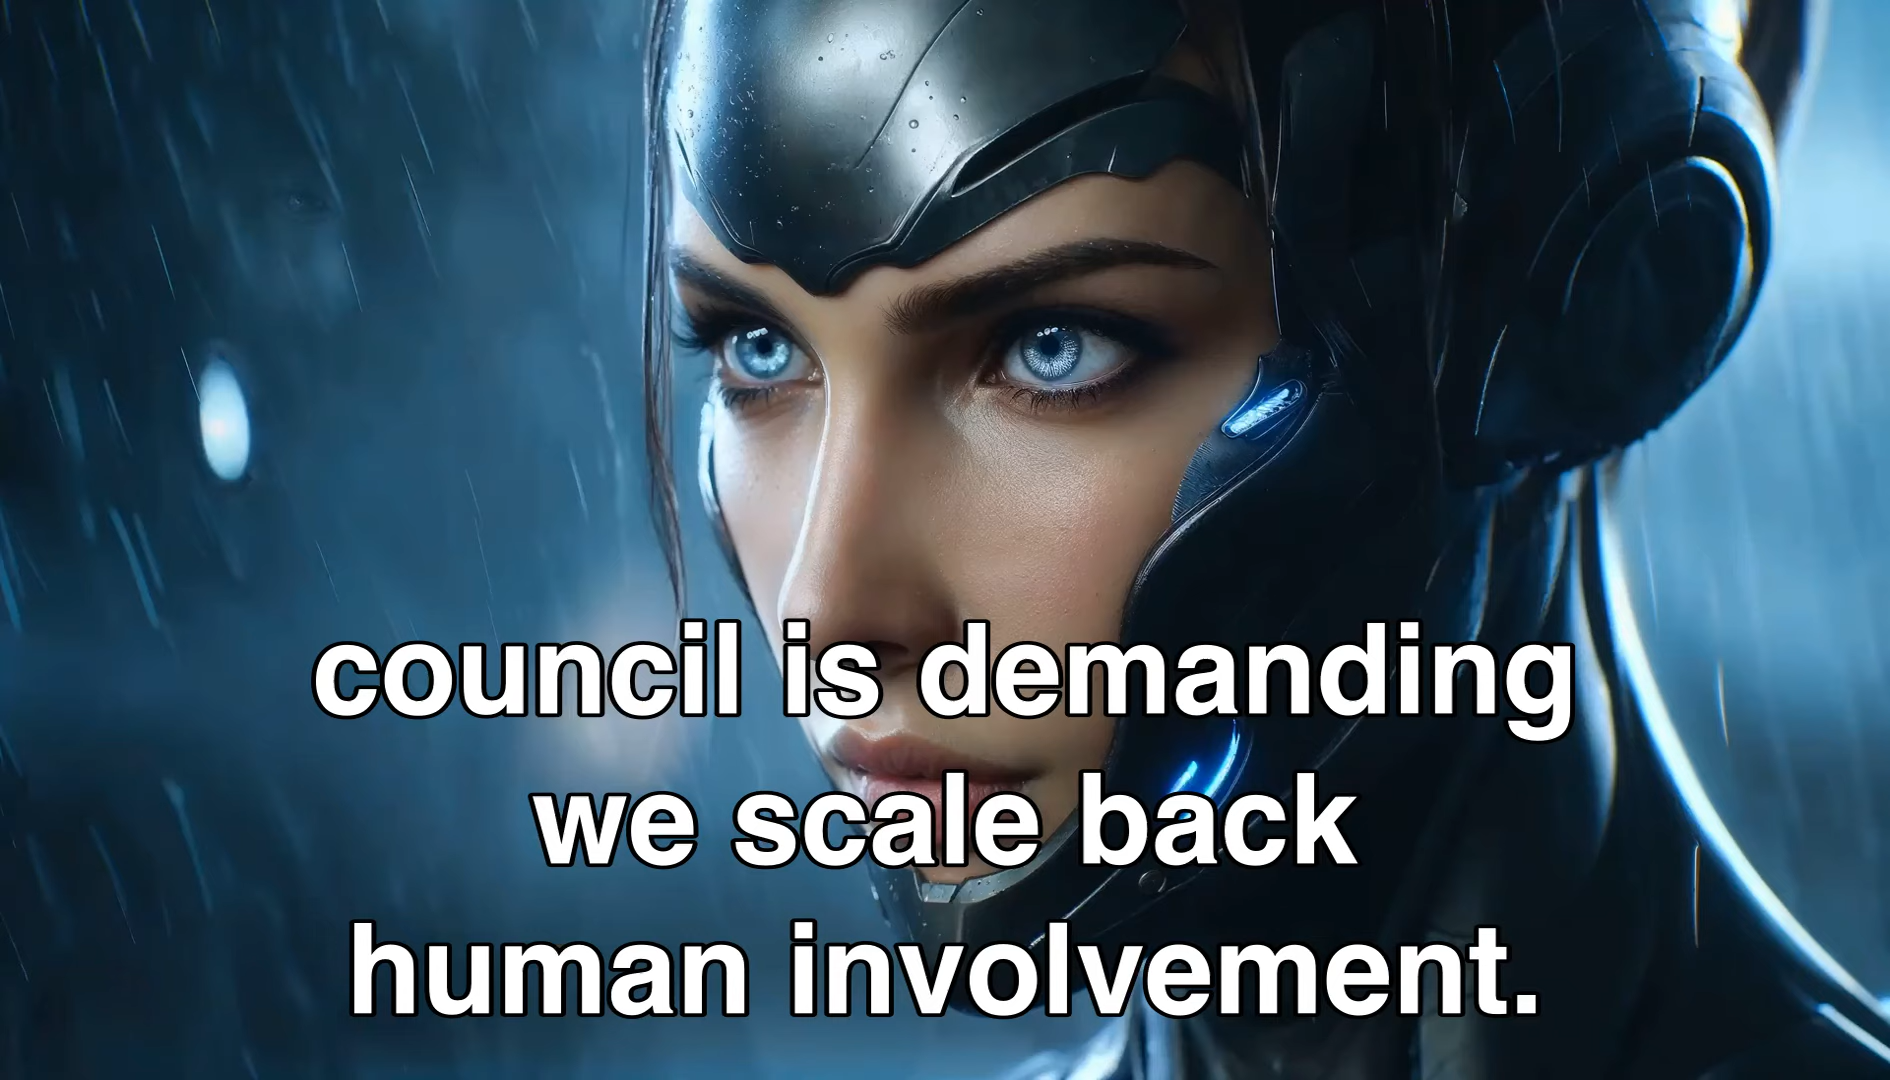 council is demanding
we scale back
human involvement.